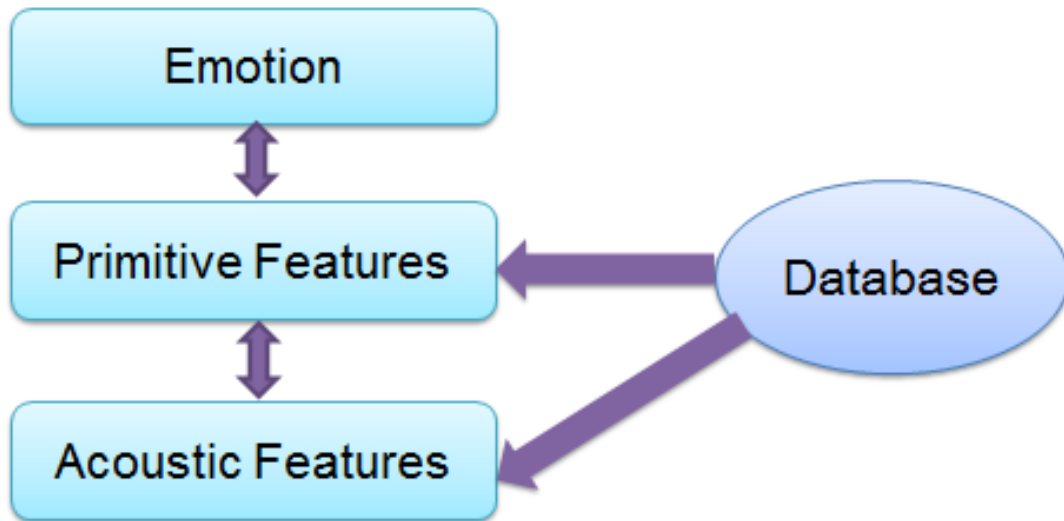 Emotion
Primitive Features
Database
Acoustic Features